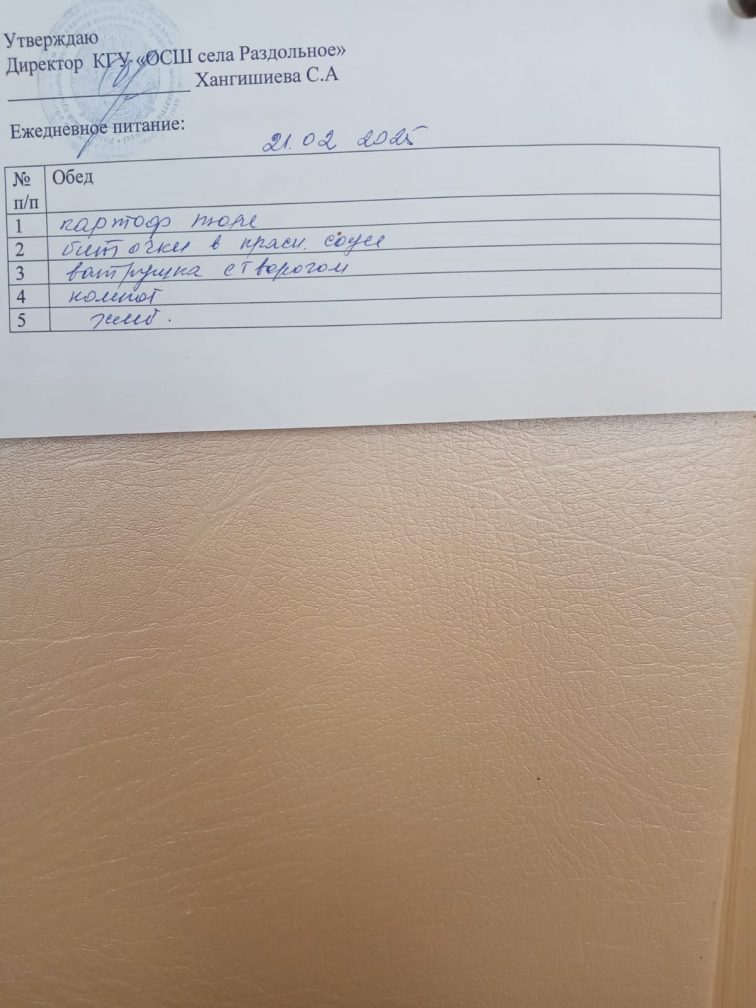 Утверждаю
Директор КГУ «ОСШ села Раздольное»
Хангишиева С.А
Ежедневное питание:
21.02 2025
№ п/п Обед
1 картоф пюре
2 биточки в красн. соусе
3 ватрушка с творогом
4 компот
5 хлеб.